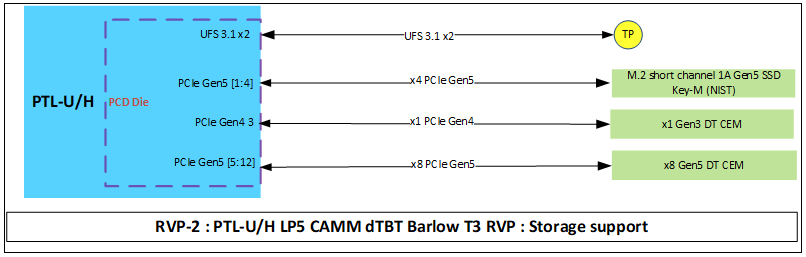 UFS 3.1 x2
UFS 3.1 x2
TP
PCIe Gen5 [1:4]
x4 PCIe Gen5
M.2 short channel 1A Gen5 SSD
Key-M (NIST)
PTL-U/H
PCD Die
PCIe Gen4 3
x1 PCIe Gen4
x1 Gen3 DT CEM
PCIe Gen5 [5:12]
x8 PCIe Gen5
x8 Gen5 DT CEM
RVP-2 : PTL-U/H LP5 CAMM dTBT Barlow T3 RVP : Storage support